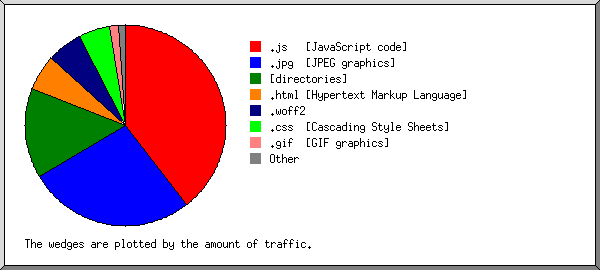 .js [JavaScript code]
.jpg [JPEG graphics]
[directories]
.html [Hypertext Markup Language]
.woff2
.css [Cascading Style Sheets]
.gif [GIF graphics]
Other
The wedges are plotted by the amount of traffic.